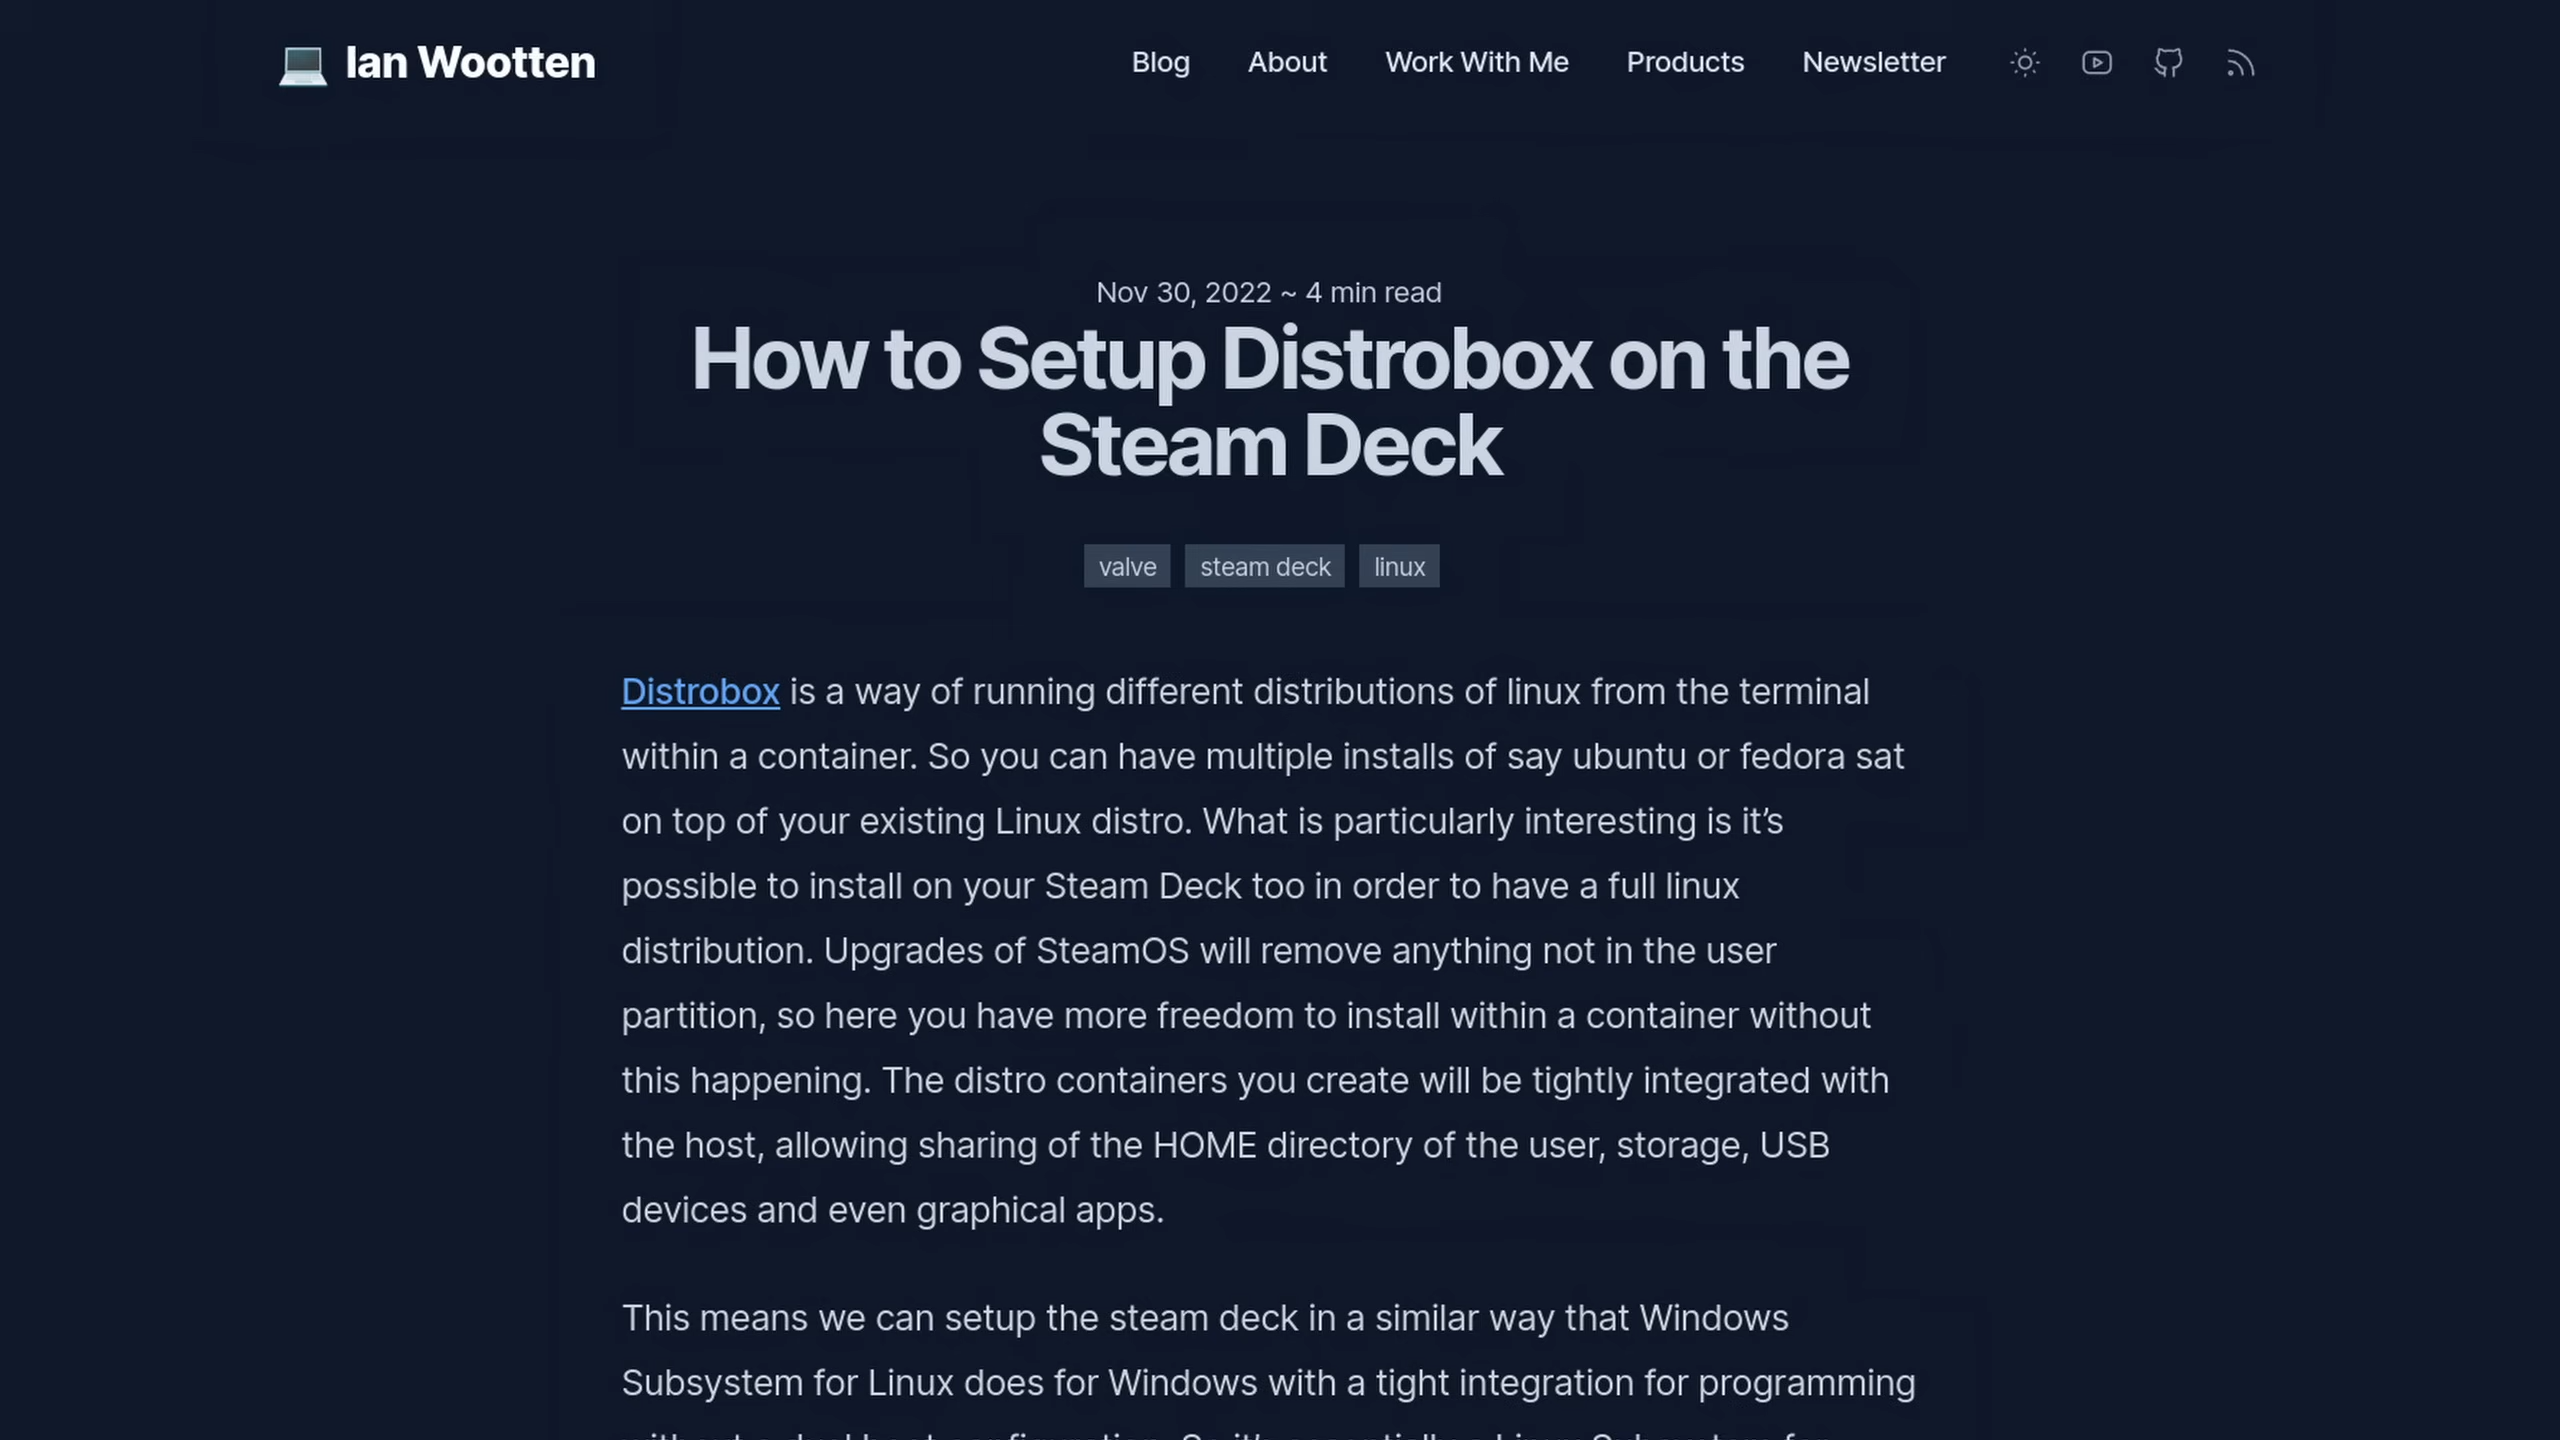 Ian Wootten
Blog About Work With Me Products Newsletter
Nov 30, 2022 ~ 4 min read
How to Setup Distrobox on the
Steam Deck
valve steam deck linux
Distrobox is a way of running different distributions of linux from the terminal
within a container. So you can have multiple installs of say ubuntu or fedora sat
on top of your existing Linux distro. What is particularly interesting is it’s
possible to install on your Steam Deck too in order to have a full linux
distribution. Upgrades of SteamOS will remove anything not in the user
partition, so here you have more freedom to install within a container without
this happening. The distro containers you create will be tightly integrated with
the host, allowing sharing of the HOME directory of the user, storage, USB
devices and even graphical apps.
This means we can setup the steam deck in a similar way that Windows
Subsystem for Linux does for Windows with a tight integration for programming